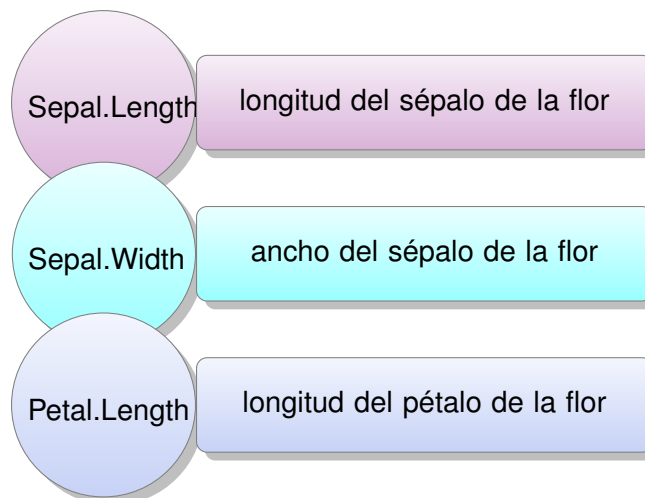 Sepal.Length
longitud del sépalo de la flor
Sepal.Width
ancho del sépalo de la flor
Petal.Length
longitud del pétalo de la flor